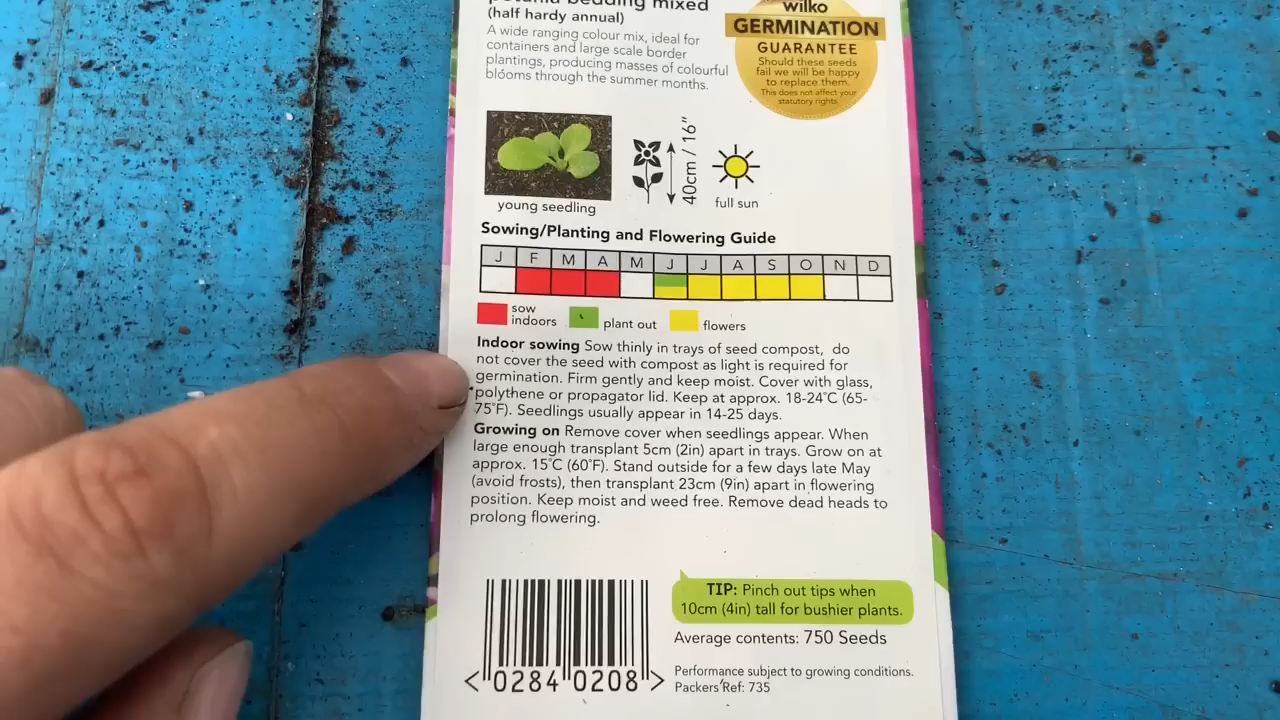 petunia bedding mixed
(half hardy annual)
A wide ranging colour mix, ideal for
containers and large scale border
plantings, producing masses of colourful
blooms through the summer months.
wilko
GERMINATION
GUARANTEE
Should these seeds
fail we will be happy
to replace them
This does not affect your
statutory rights
young seedling
40cm / 16"
full sun
Sowing/Planting and Flowering Guide
J F M A M J J A S O N D
sow indoors
plant out
flowers
Indoor sowing Sow thinly in trays of seed compost, do
not cover the seed with compost as light is required for
germination. Firm gently and keep moist. Cover with glass,
polythene or propagator lid. Keep at approx. 18-24°C (65-
75°F). Seedlings usually appear in 14-25 days.
Growing on Remove cover when seedlings appear. When
large enough transplant 5cm (2in) apart in trays. Grow on at
approx. 15°C (60°F). Stand outside for a few days late May
(avoid frosts), then transplant 23cm (9in) apart in flowering
position. Keep moist and weed free. Remove dead heads to
prolong flowering.
TIP: Pinch out tips when
10cm (4in) tall for bushier plants.
Average contents: 750 Seeds
Performance subject to growing conditions.
Packers Ref: 735
<0284 0208>